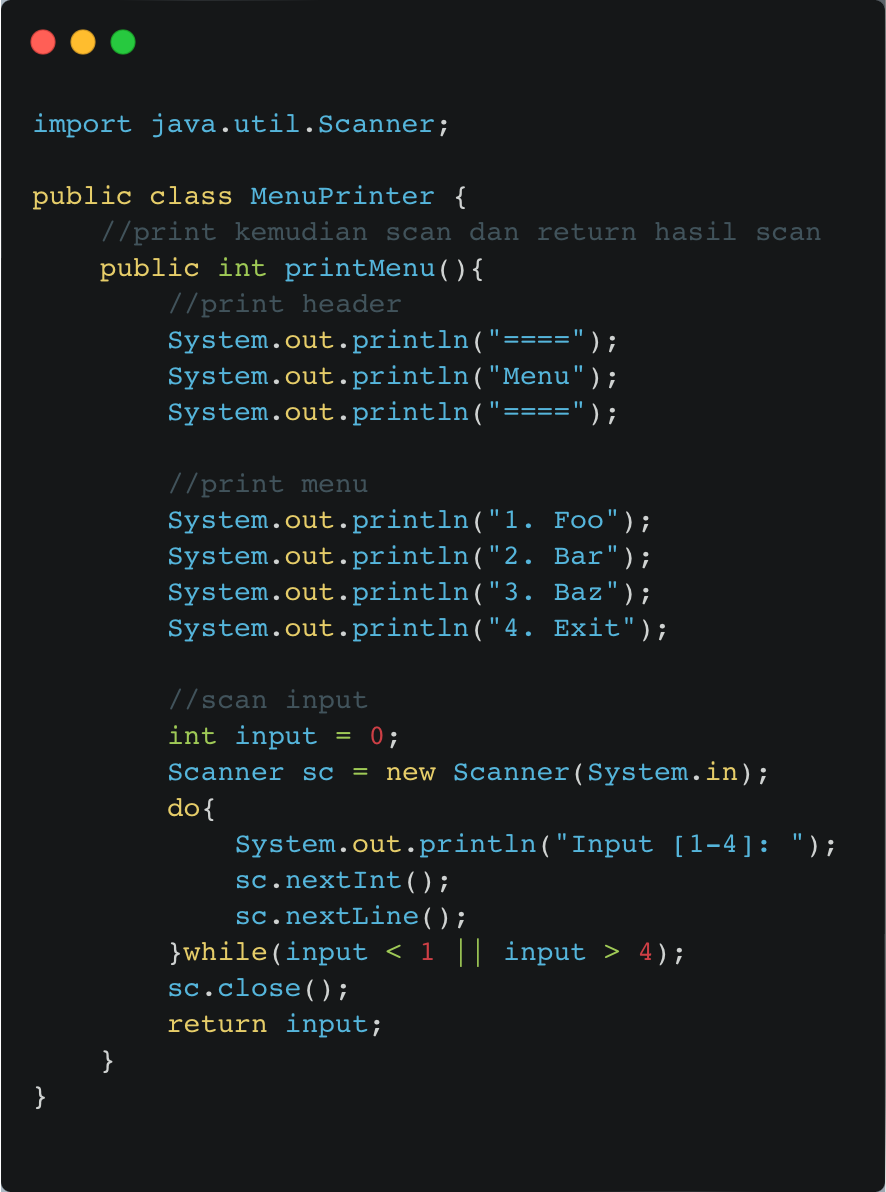 import java.util.Scanner;
public class MenuPrinter {
//print kemudian scan dan return hasil scan
public int printMenu(){
//print header
System.out.println("====");
System.out.println("Menu");
System.out.println("====");
//print menu
System.out.println("1. Foo");
System.out.println("2. Bar");
System.out.println("3. Baz");
System.out.println("4. Exit");
//scan input
int input = 0;
Scanner sc = new Scanner(System.in);
do{
System.out.println("Input [1-4]: ");
sc.nextInt();
sc.nextLine();
}while(input < 1 || input > 4);
sc.close();
return input;
}
}